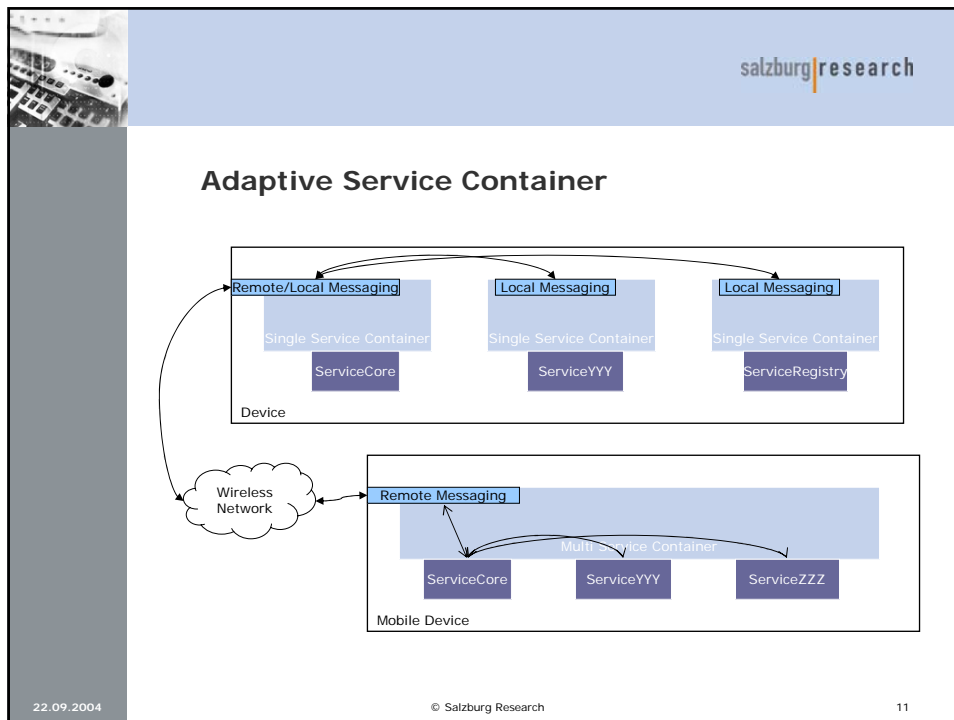 salzburg research
Adaptive Service Container
Remote/Local Messaging
Local Messaging
Local Messaging
Single Service Container
Single Service Container
Single Service Container
ServiceCore
ServiceYYY
ServiceRegistry
Device
Wireless
Network
Remote Messaging
Multi Service Container
ServiceCore
ServiceYYY
ServiceZZZ
Mobile Device
22.09.2004
© Salzburg Research
11